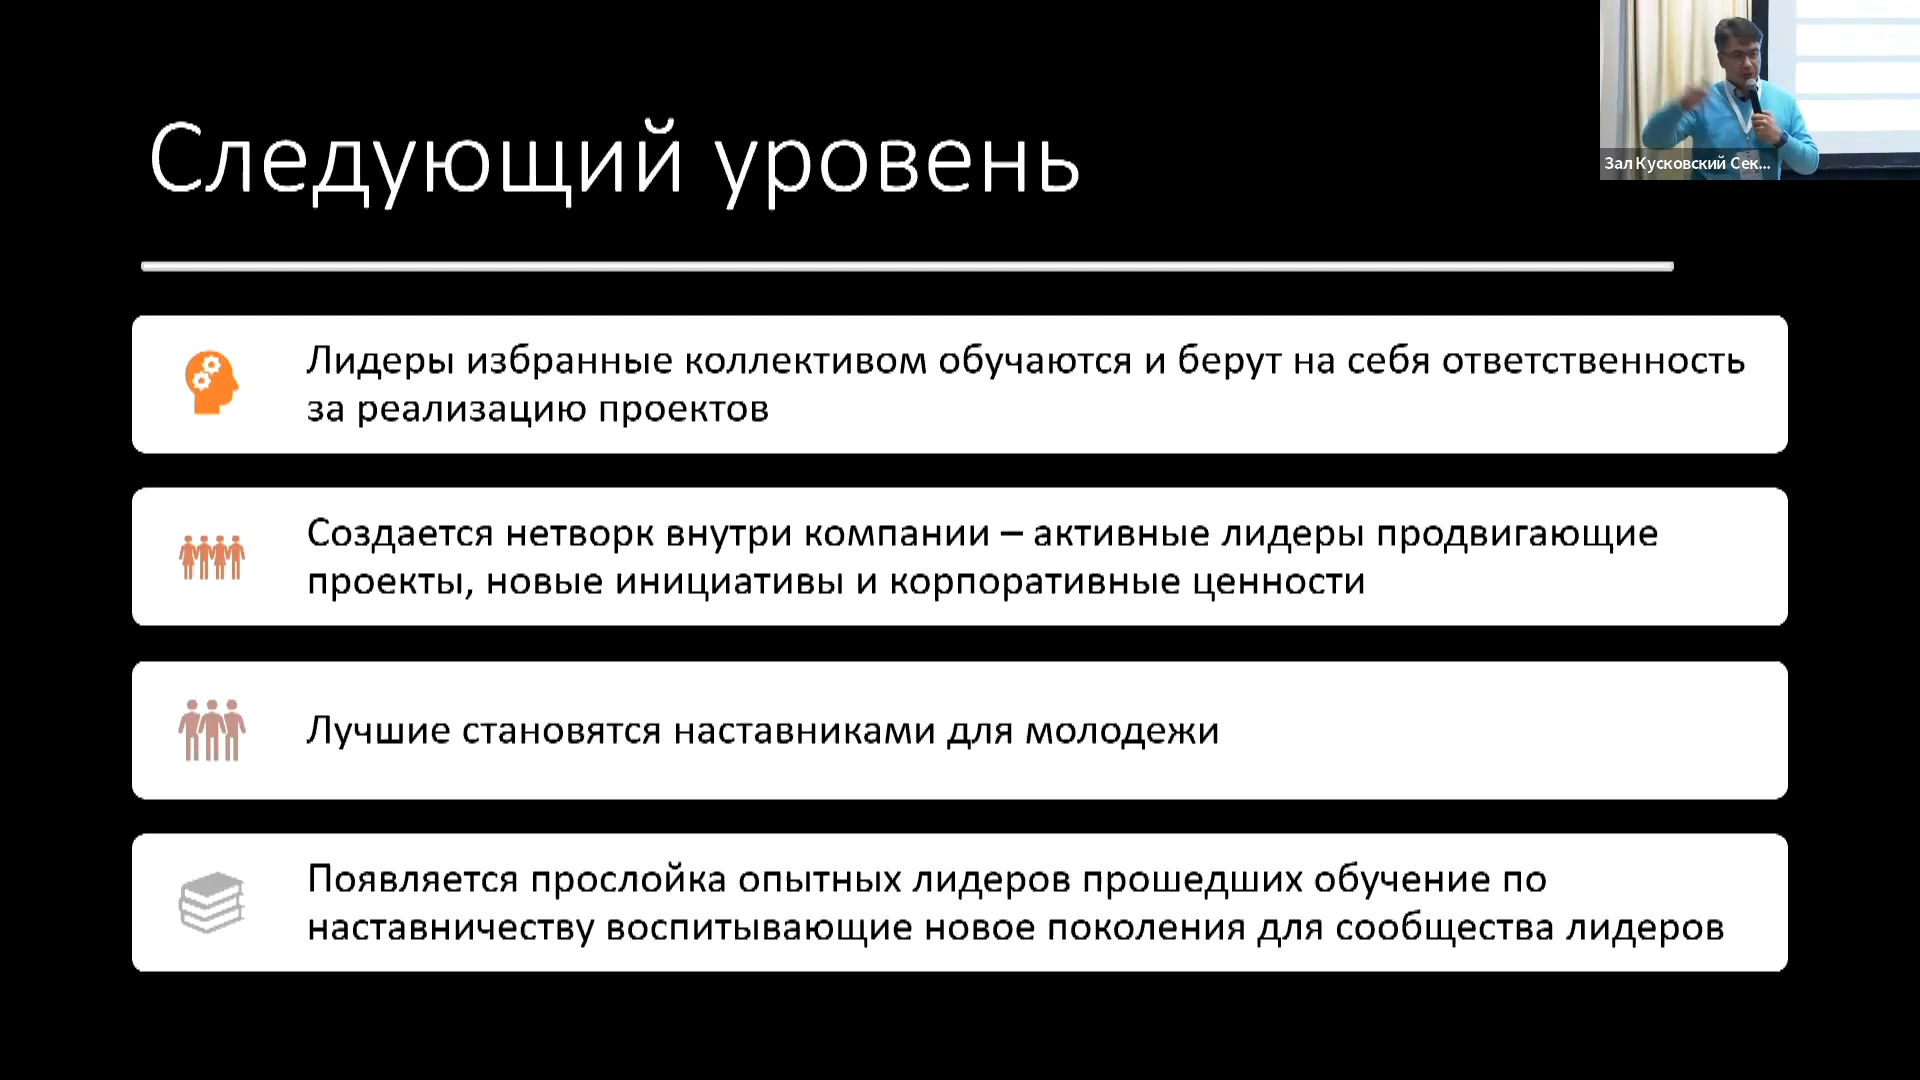 Следующий уровень
Зал Кусковский Сек...
Лидеры избранные коллективом обучаются и берут на себя ответственность
за реализацию проектов
Создается нетворк внутри компании – активные лидеры продвигающие
проекты, новые инициативы и корпоративные ценности
Лучшие становятся наставниками для молодежи
Появляется прослойка опытных лидеров прошедших обучение по
наставничеству воспитывающие новое поколения для сообщества лидеров